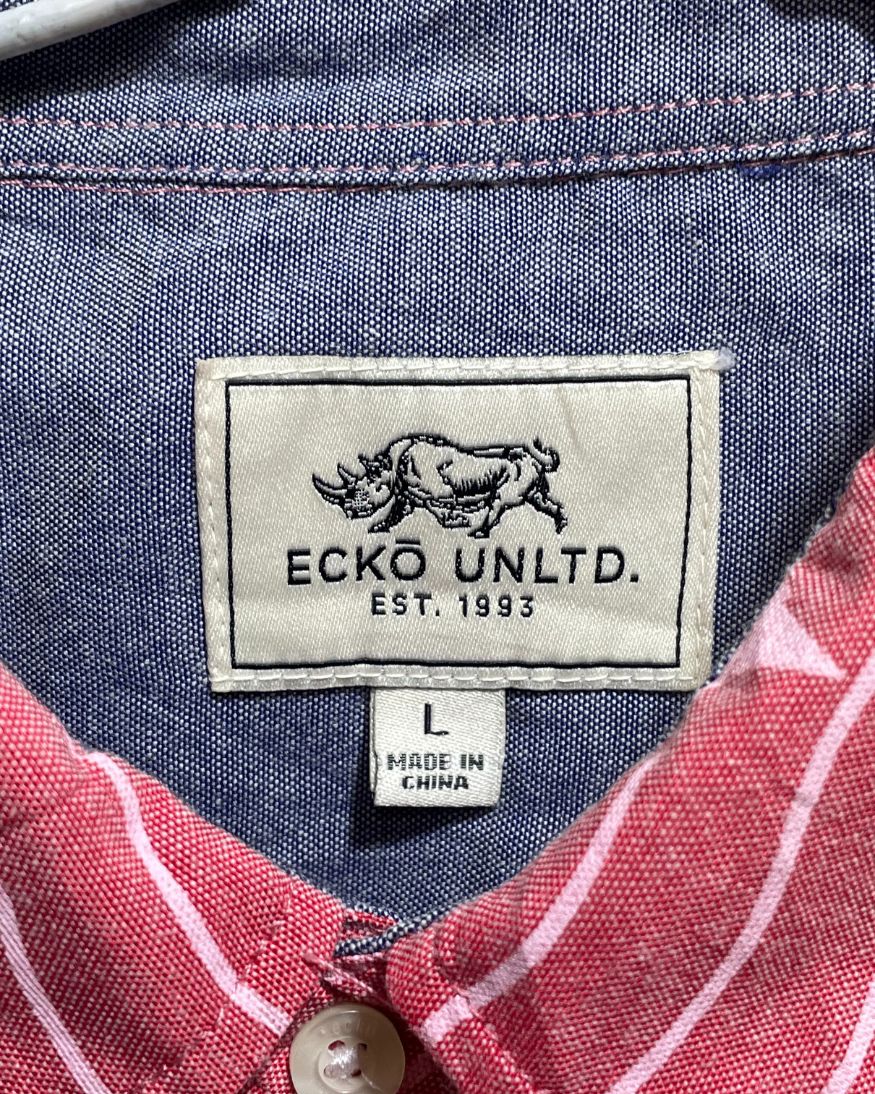 ECKŌ UNLTD.
EST. 1993
L
MADE IN
CHINA